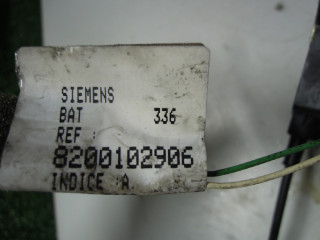 SIEMENS
BAT 336
REF :
8200102906
INDICE :A